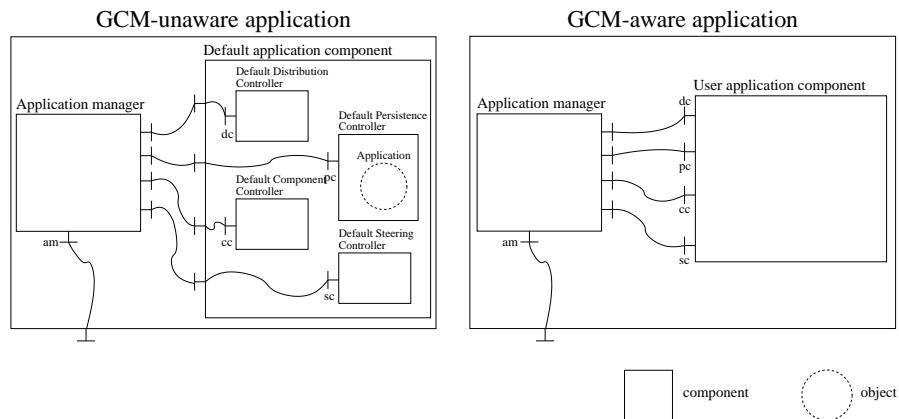 GCM-unaware application
Default application component
Default Distribution
Controller
Application manager
dc
Default Persistence
Controller
Application
pc
Default Component
Controller
cc
Default Steering
Controller
am
sc
GCM-aware application
User application component
Application manager
dc
pc
cc
am
sc
component
object